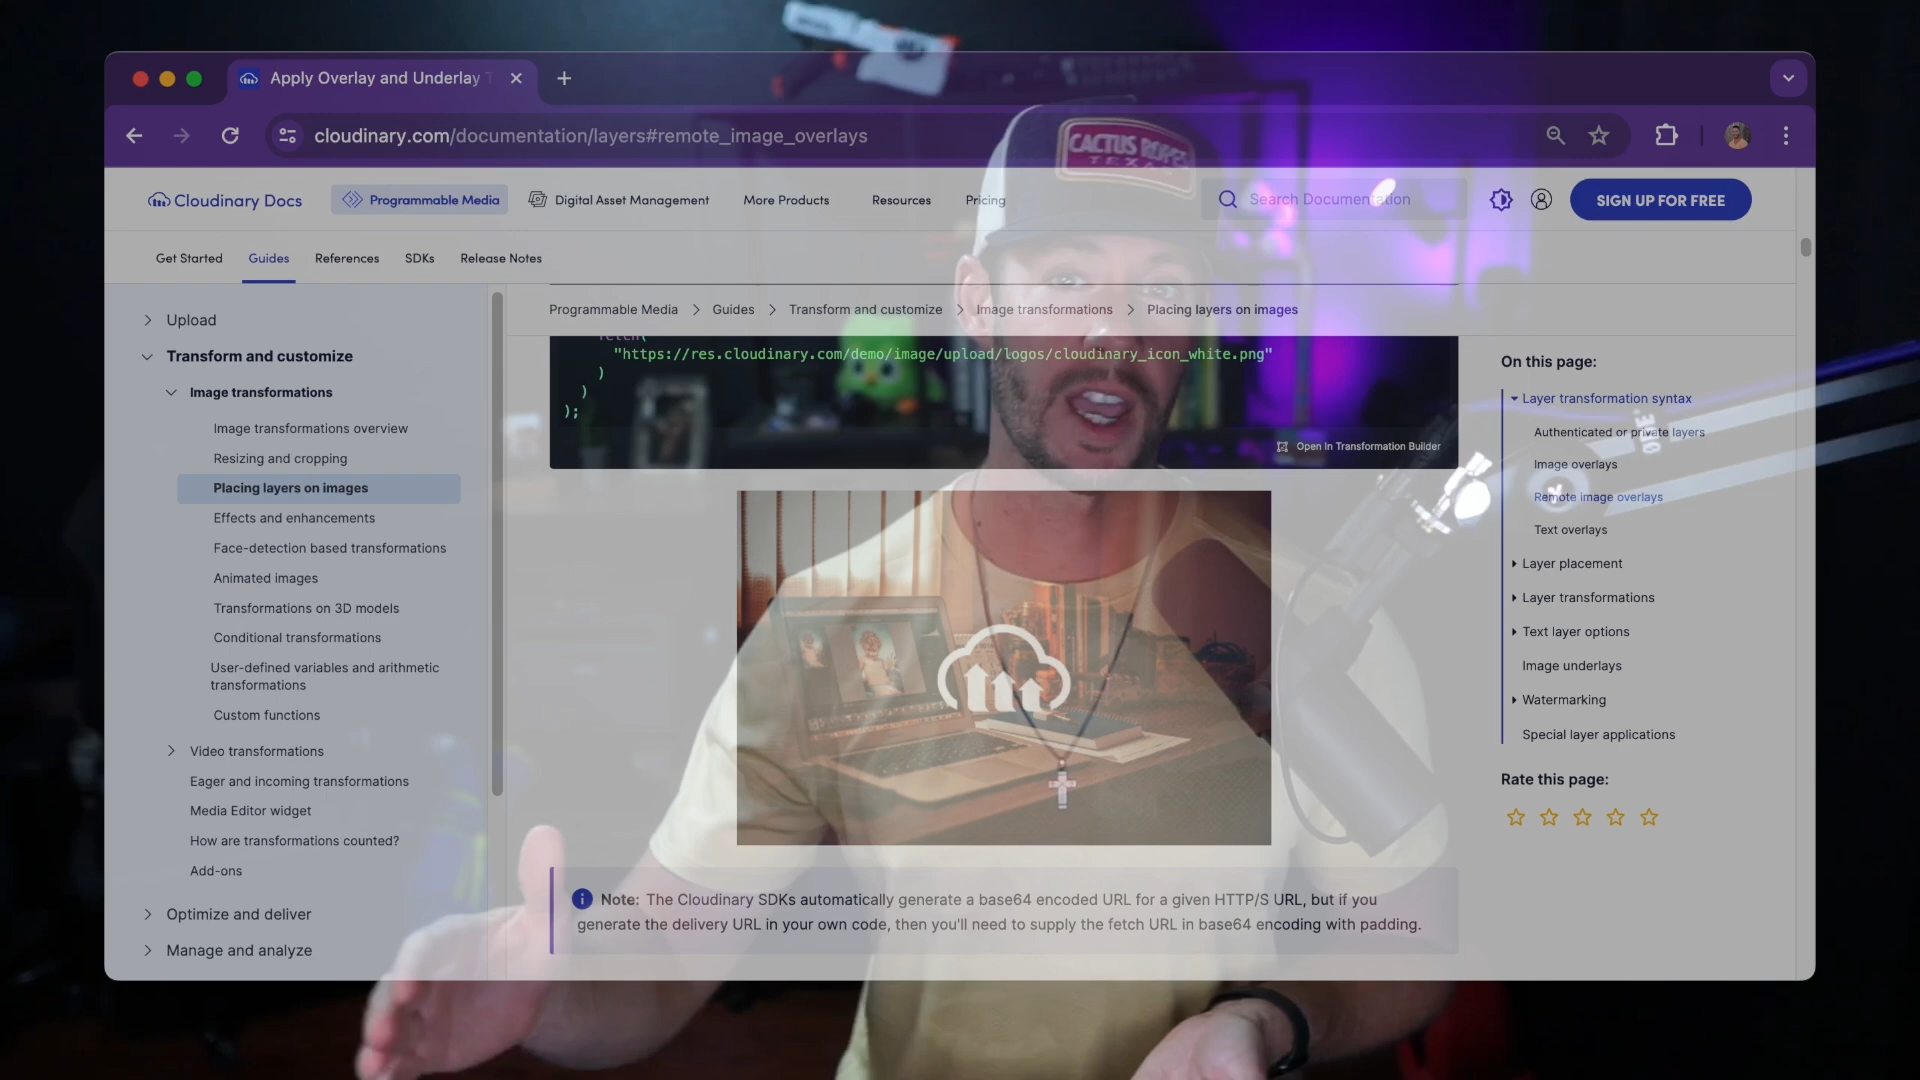 Apply Overlay and Underlay T
cloudinary.com/documentation/layers#remote_image_overlays
CACTUS ROPES
TEXAS
Cloudinary Docs
Programmable Media
Digital Asset Management
More Products
Resources
Pricing
Search Documentation
SIGN UP FOR FREE
Get Started
Guides
References
SDKs
Release Notes
Upload
Transform and customize
Image transformations
Image transformations overview
Resizing and cropping
Placing layers on images
Effects and enhancements
Face-detection based transformations
Animated images
Transformations on 3D models
Conditional transformations
User-defined variables and arithmetic
transformations
Custom functions
Video transformations
Eager and incoming transformations
Media Editor widget
How are transformations counted?
Add-ons
Optimize and deliver
Manage and analyze
Programmable Media > Guides > Transform and customize > Image transformations > Placing layers on images
fetch(
"https://res.cloudinary.com/demo/image/upload/logos/cloudinary_icon_white.png"
)
)
);
Open In Transformation Builder
Note: The Cloudinary SDKs automatically generate a base64 encoded URL for a given HTTP/S URL, but if you
generate the delivery URL in your own code, then you'll need to supply the fetch URL in base64 encoding with padding.
On this page:
Layer transformation syntax
Authenticated or private layers
Image overlays
Remote image overlays
Text overlays
Layer placement
Layer transformations
Text layer options
Image underlays
Watermarking
Special layer applications
Rate this page: